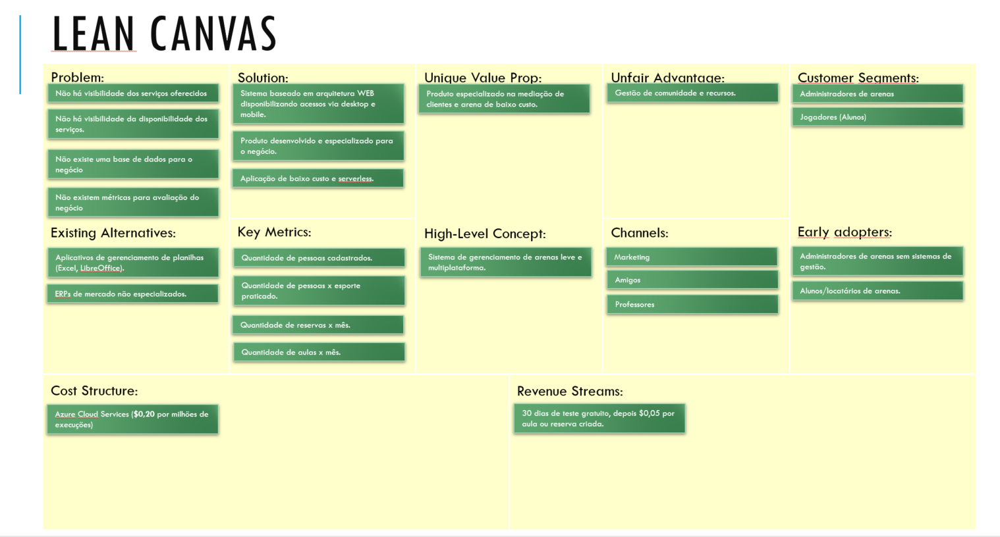 LEAN CANVAS
Problem:
Não há visibilidade dos serviços oferecidos
Não há visibilidade da disponibilidade dos
serviços.
Não existe uma base de dados para o
negócio
Não existem métricas para avaliação do
negócio
Solution:
Sistema baseado em arquitetura WEB
disponibilizando acessos via desktop e
mobile.
Produto desenvolvido e especializado para
o negócio.
Aplicação de baixo custo e serverless.
Unique Value Prop:
Produto especializado na mediação de
clientes e arena de baixo custo.
Unfair Advantage:
Gestão de comunidade e recursos.
Customer Segments:
Administradores de arenas
Jogadores (Alunos)
Existing Alternatives:
Aplicativos de gerenciamento de planilhas
(Excel, LibreOffice).
ERPs de mercado não especializados.
Key Metrics:
Quantidade de pessoas cadastrados.
Quantidade de pessoas x esporte
praticado.
Quantidade de reservas x mês.
Quantidade de aulas x mês.
High-Level Concept:
Sistema de gerenciamento de arenas leve e
multiplataforma.
Channels:
Marketing
Amigos
Professores
Early adopters:
Administradores de arenas sem sistemas de
gestão.
Alunos/locatários de arenas.
Cost Structure:
Azure Cloud Services ($0,20 por milhões de
execuções)
Revenue Streams:
30 dias de teste gratuito, depois $0,05 por
aula ou reserva criada.